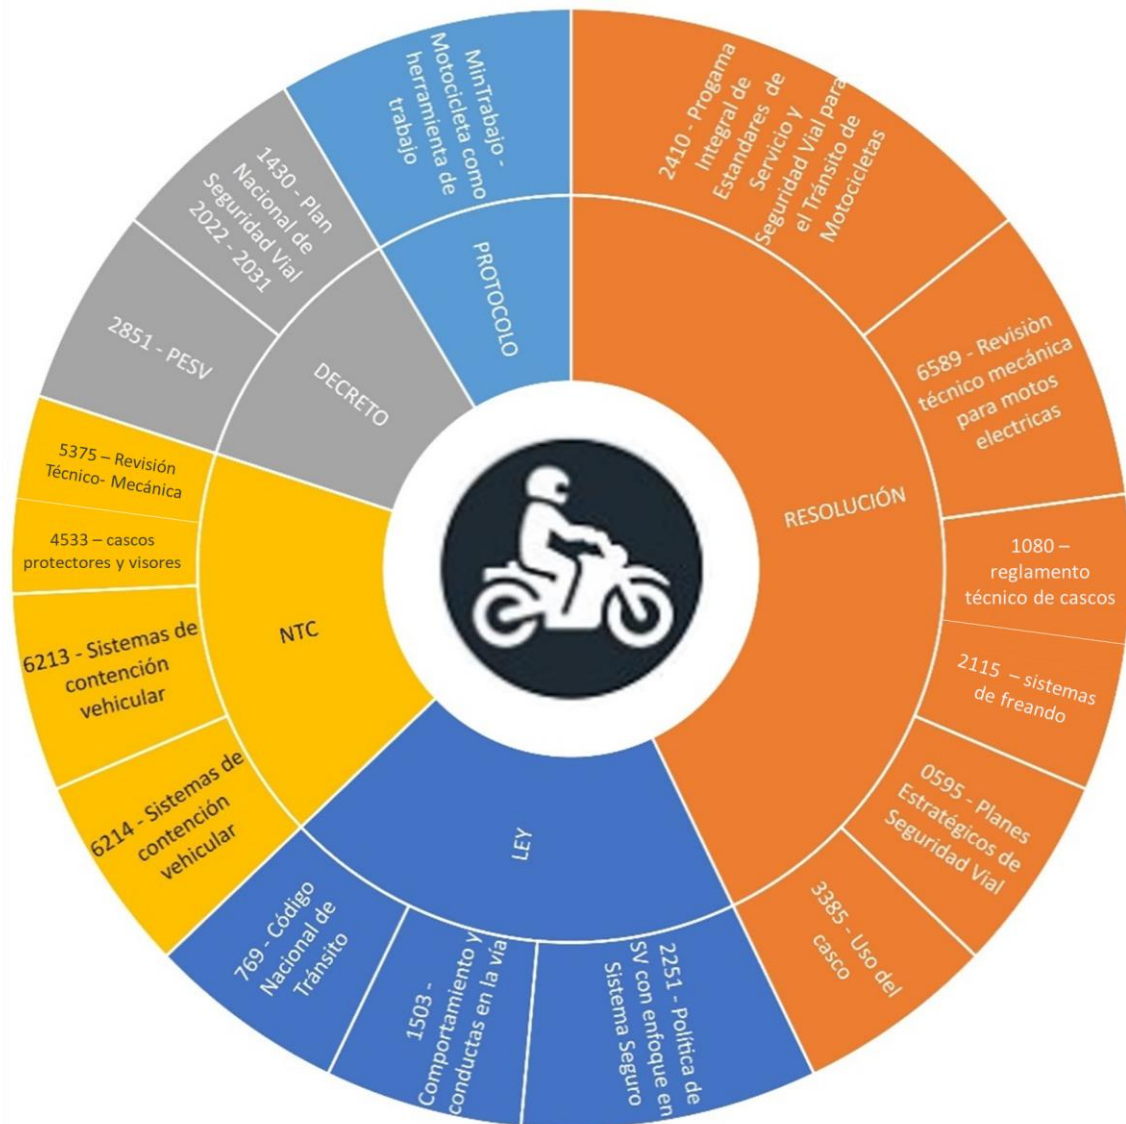 RESOLUCIÓN
2410 - Progama
Integral de
Estandares de
Servicio y
Seguridad Vial para
el Tránsito de
Motocicletas
6589 - Revisiòn
técnico mecánica
para motos
electricas
1080 –
reglamento
técnico de cascos
2115 – sistemas
de freando
0595 - Planes
Estratégicos de
Seguridad Vial
3385 - Uso del
casco
LEY
2251 - Política de
SV con enfoque en
Sistema Seguro
1503 -
Comportamiento y
conductas en la vía
769 - Código
Nacional de
Tránsito
NTC
6214 - Sistemas de
contención
vehicular
6213 - Sistemas de
contención
vehicular
4533 – cascos
protectores y visores
5375 – Revisión
Técnico- Mecánica
DECRETO
2851 - PESV
1430 - Plan
Nacional de
Seguridad Vial
2022 - 2031
PROTOCOLO
MinTrabajo -
Motocicleta como
herramienta de
trabajo